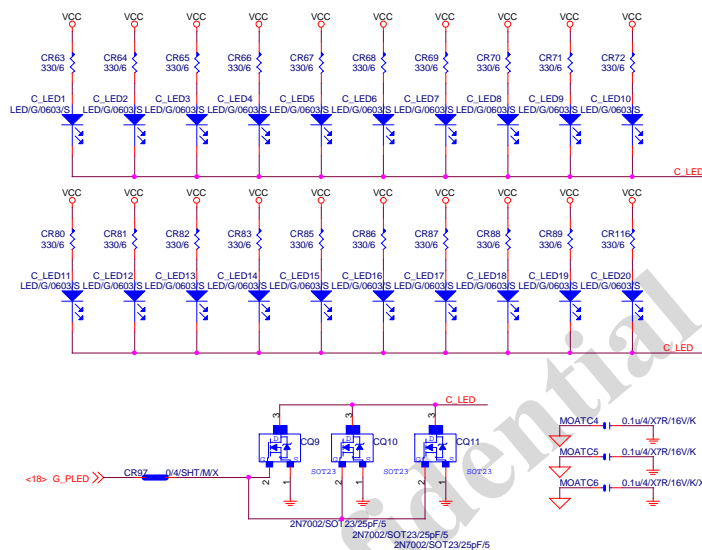 VCC VCC VCC VCC VCC VCC VCC VCC VCC VCC
CR63 CR64 CR65 CR66 CR67 CR68 CR69 CR70 CR71 CR72
330/6 330/6 330/6 330/6 330/6 330/6 330/6 330/6 330/6 330/6
C_LED1 C_LED2 C_LED3 C_LED4 C_LED5 C_LED6 C_LED7 C_LED8 C_LED9 C_LED10
LED/G/0603/S LED/G/0603/S LED/G/0603/S LED/G/0603/S LED/G/0603/S LED/G/0603/S LED/G/0603/S LED/G/0603/S LED/G/0603/S LED/G/0603/S
C_LED
VCC VCC VCC VCC VCC VCC VCC VCC VCC VCC
CR80 CR81 CR82 CR83 CR85 CR86 CR87 CR88 CR89 CR116
330/6 330/6 330/6 330/6 330/6 330/6 330/6 330/6 330/6 330/6
C_LED11 C_LED12 C_LED13 C_LED14 C_LED15 C_LED16 C_LED17 C_LED18 C_LED19 C_LED20
LED/G/0603/S LED/G/0603/S LED/G/0603/S LED/G/0603/S LED/G/0603/S LED/G/0603/S LED/G/0603/S LED/G/0603/S LED/G/0603/S LED/G/0603/S
C_LED
C_LED
3 3 3
D D D
CQ9 CQ10 CQ11
G S G S G S
SOT23 SOT23 SOT23
2 1 2 1 2 1
<18> G_PLED CR97 0/4/SHT/M/X
2N7002/SOT23/25pF/5
2N7002/SOT23/25pF/5
2N7002/SOT23/25pF/5
MOATC4 0.1u/4/X7R/16V/K
MOATC5 0.1u/4/X7R/16V/K
MOATC6 0.1u/4/X7R/16V/K/X
fidential